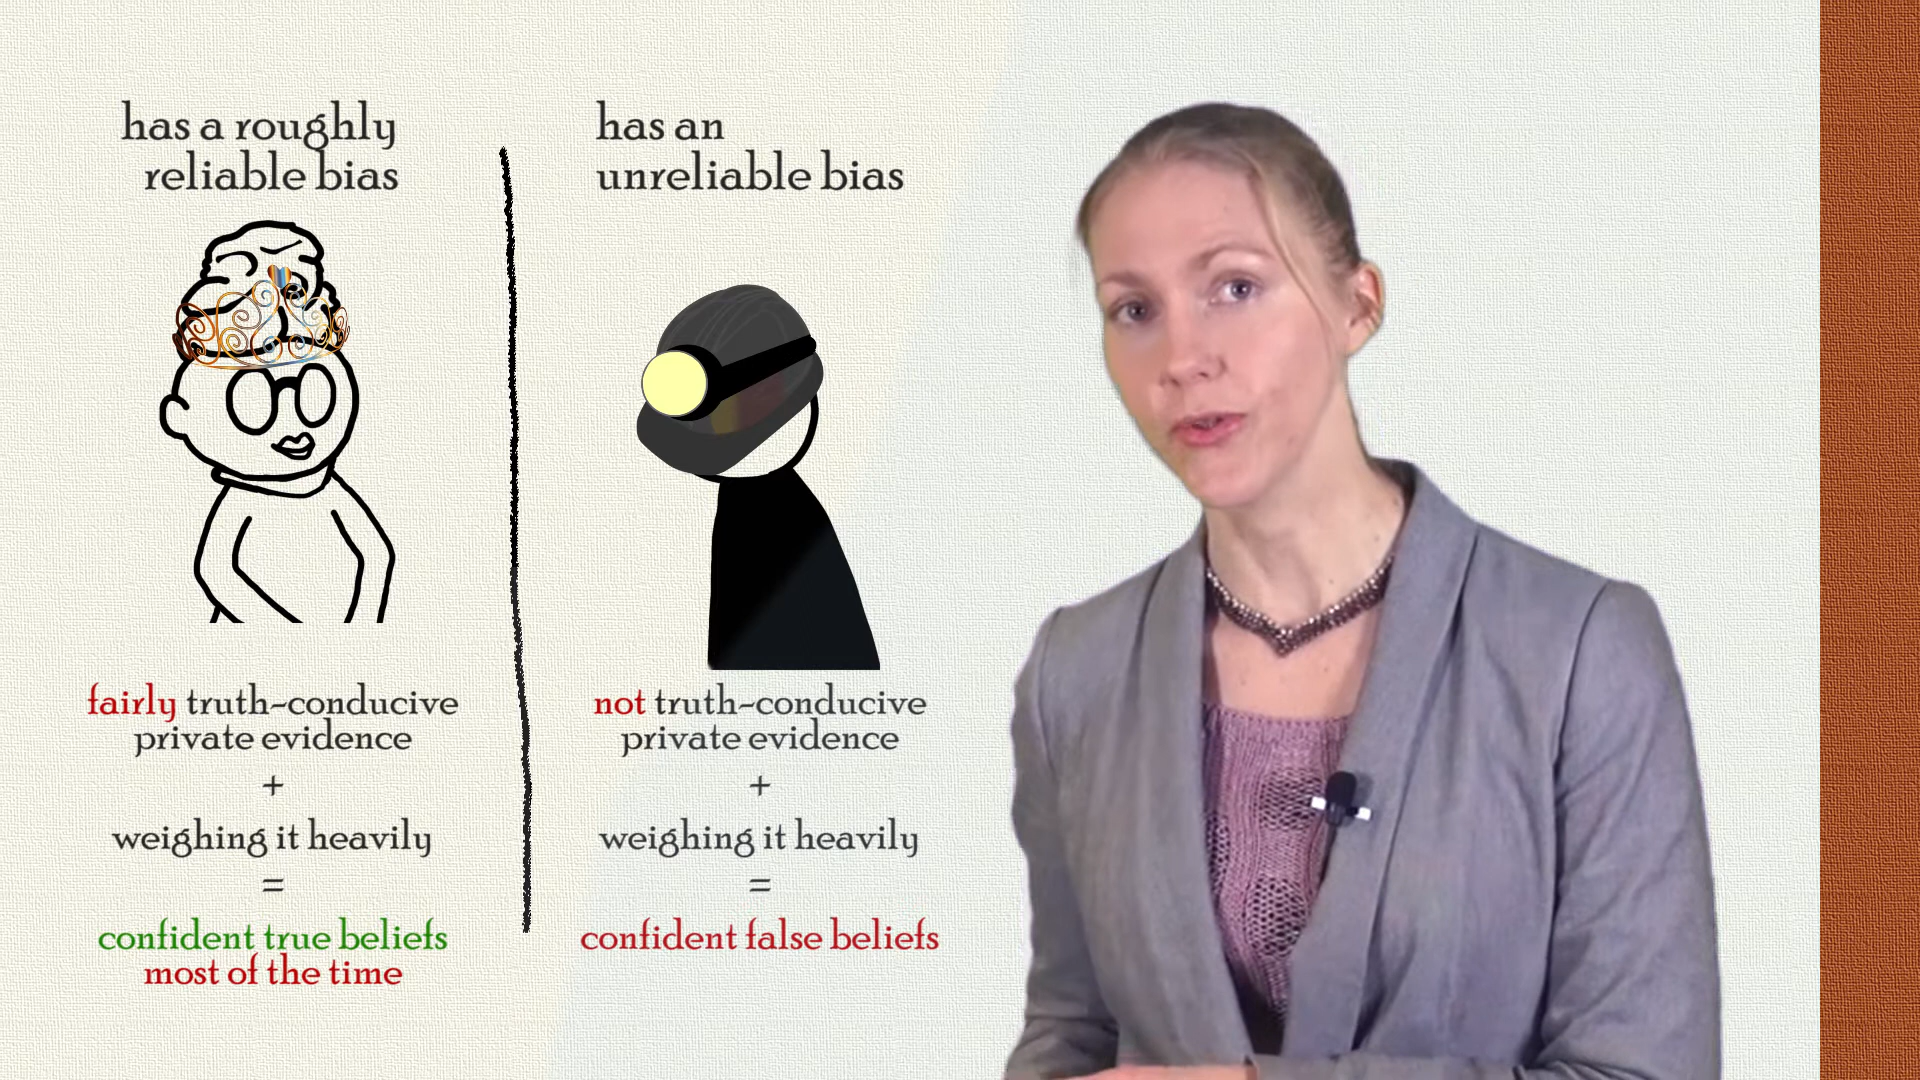 has a roughly
reliable bias
fairly truth-conducive
private evidence
+
weighing it heavily
=
confident true beliefs
most of the time
has an
unreliable bias
not truth-conducive
private evidence
+
weighing it heavily
=
confident false beliefs